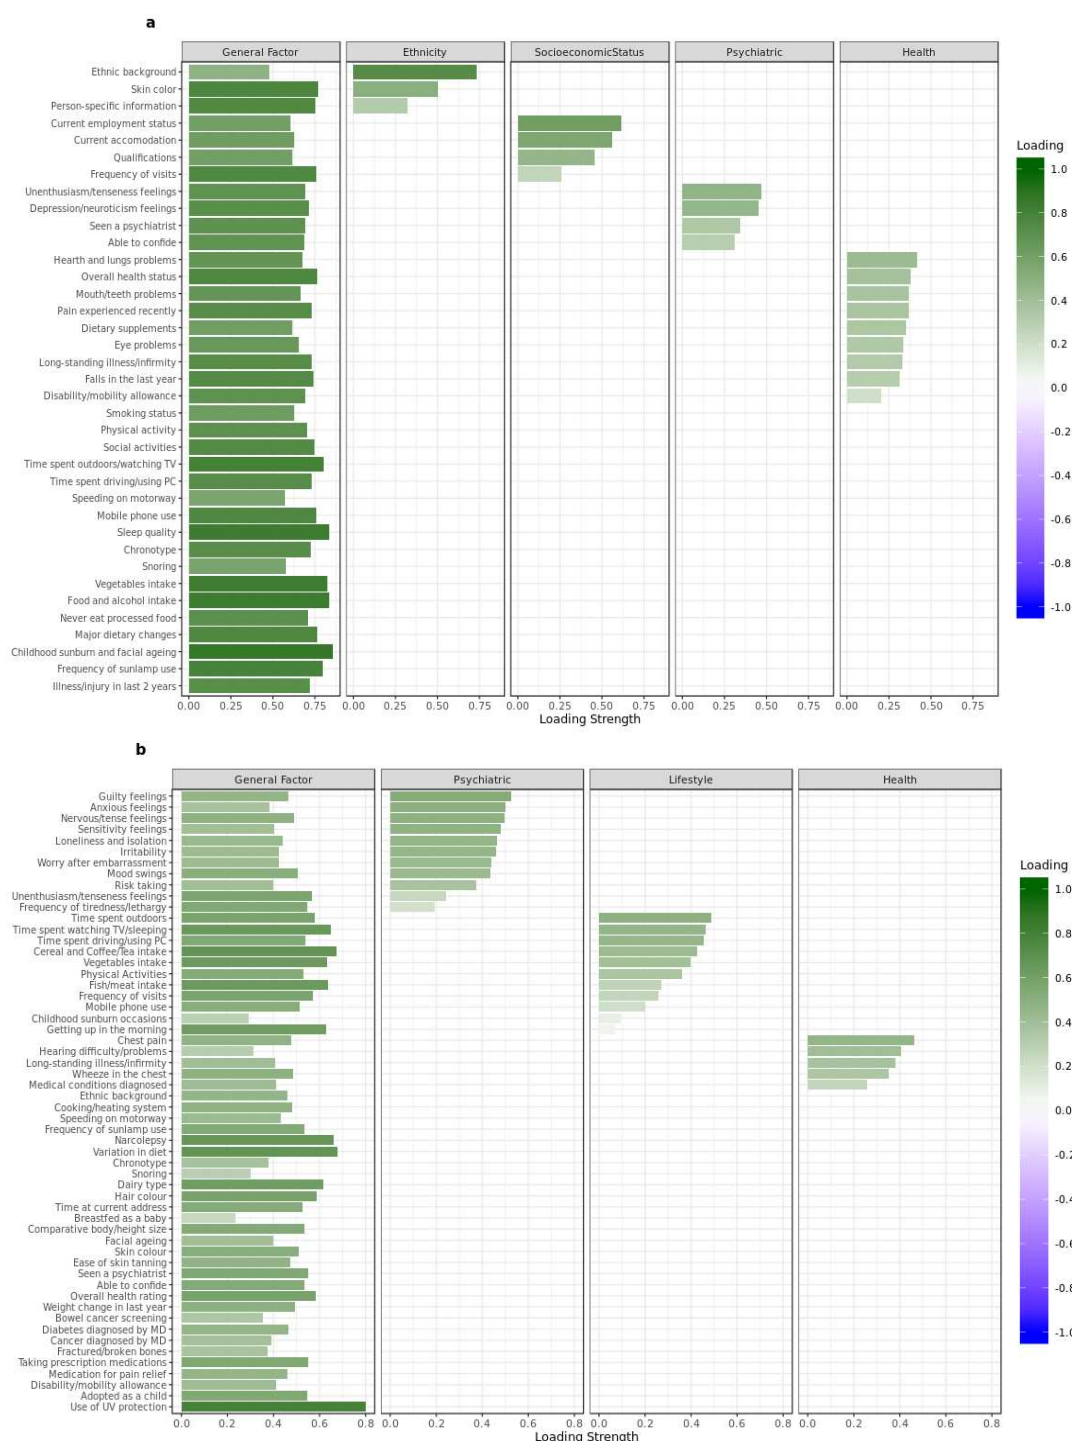 a
General Factor Ethnicity SocioeconomicStatus Psychiatric Health
Ethnic background
Skin color
Person-specific information
Current employment status
Current accomodation
Qualifications
Frequency of visits
Unenthusiasm/tenseness feelings
Depression/neuroticism feelings
Seen a psychiatrist
Able to confide
Hearth and lungs problems
Overall health status
Mouth/teeth problems
Pain experienced recently
Dietary supplements
Eye problems
Long-standing illness/infirmity
Falls in the last year
Disability/mobility allowance
Smoking status
Physical activity
Social activities
Time spent outdoors/watching TV
Time spent driving/using PC
Speeding on motorway
Mobile phone use
Sleep quality
Chronotype
Snoring
Vegetables intake
Food and alcohol intake
Never eat processed food
Major dietary changes
Childhood sunburn and facial ageing
Frequency of sunlamp use
Illness/injury in last 2 years
0.00 0.25 0.50 0.75 0.00 0.25 0.50 0.75 0.00 0.25 0.50 0.75 0.00 0.25 0.50 0.75 0.00 0.25 0.50 0.75
Loading Strength
Loading
1.0
0.8
0.6
0.4
0.2
0.0
-0.2
-0.4
-0.6
-0.8
-1.0
b
General Factor Psychiatric Lifestyle Health
Guilty feelings
Anxious feelings
Nervous/tense feelings
Sensitivity feelings
Loneliness and isolation
Irritability
Worry after embarrassment
Mood swings
Risk taking
Unenthusiasm/tenseness feelings
Frequency of tiredness/lethargy
Time spent outdoors
Time spent watching TV/sleeping
Time spent driving/using PC
Cereal and Coffee/Tea intake
Vegetables intake
Physical Activities
Fish/meat intake
Frequency of visits
Mobile phone use
Childhood sunburn occasions
Getting up in the morning
Chest pain
Hearing difficulty/problems
Long-standing illness/infirmity
Wheeze in the chest
Medical conditions diagnosed
Ethnic background
Cooking/heating system
Speeding on motorway
Frequency of sunlamp use
Narcolepsy
Variation in diet
Chronotype
Snoring
Dairy type
Hair colour
Time at current address
Breastfed as a baby
Comparative body/height size
Facial ageing
Skin colour
Ease of skin tanning
Seen a psychiatrist
Able to confide
Overall health rating
Weight change in last year
Bowel cancer screening
Diabetes diagnosed by MD
Cancer diagnosed by MD
Fractured/broken bones
Taking prescription medications
Medication for pain relief
Disability/mobility allowance
Adopted as a child
Use of UV protection
0.0 0.2 0.4 0.6 0.8 0.0 0.2 0.4 0.6 0.8 0.0 0.2 0.4 0.6 0.8 0.0 0.2 0.4 0.6 0.8
Loading Strength
Loading
1.0
0.8
0.6
0.4
0.2
0.0
-0.2
-0.4
-0.6
-0.8
-1.0